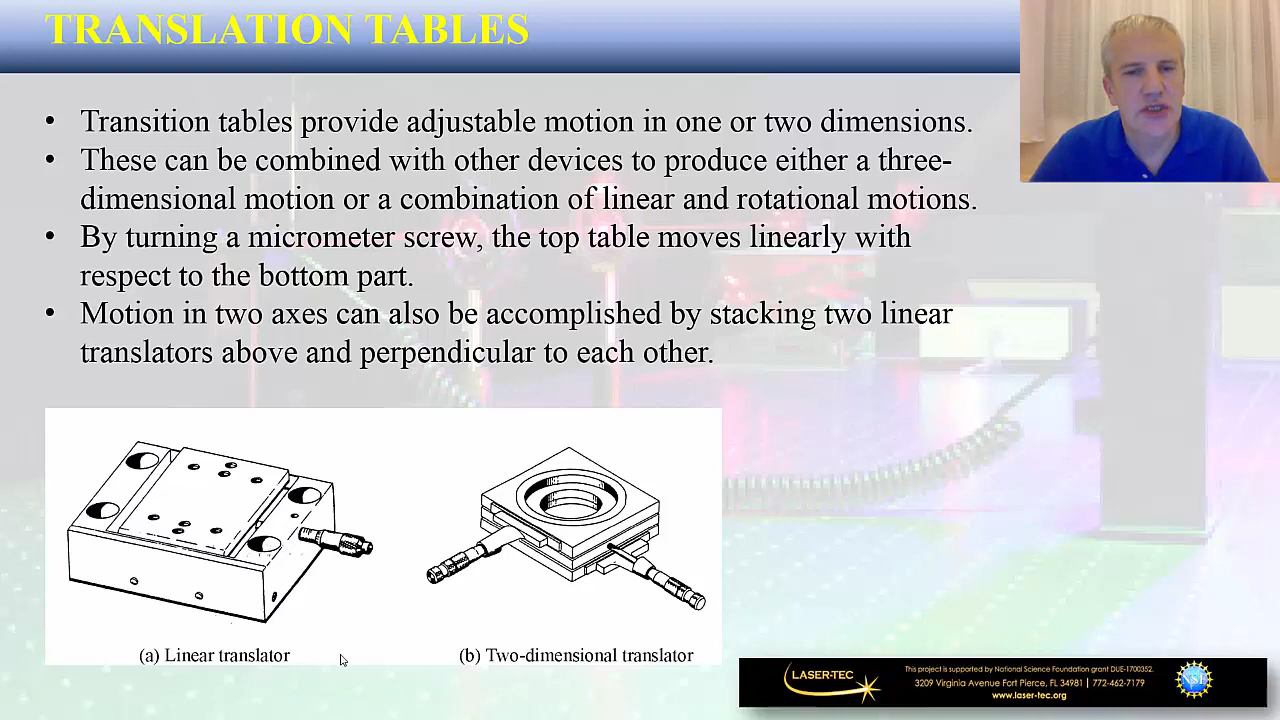 TRANSLATION TABLES
• Transition tables provide adjustable motion in one or two dimensions.
• These can be combined with other devices to produce either a three-
dimensional motion or a combination of linear and rotational motions.
• By turning a micrometer screw, the top table moves linearly with
respect to the bottom part.
• Motion in two axes can also be accomplished by stacking two linear
translators above and perpendicular to each other.
(a) Linear translator
(b) Two-dimensional translator
LASER-TEC
This project is supported by National Science Foundation grant DUE-1700352.
3209 Virginia Avenue Fort Pierce, FL 34981 | 772-462-7179
www.laser-tec.org
NSF